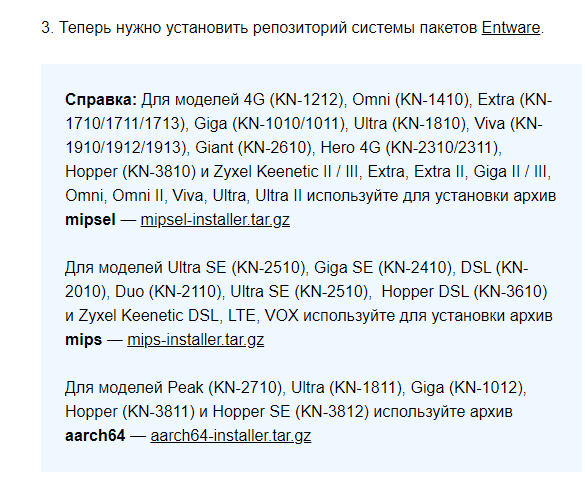 3. Теперь нужно установить репозиторий системы пакетов Entware.
Справка: Для моделей 4G (KN-1212), Omni (KN-1410), Extra (KN-
1710/1711/1713), Giga (KN-1010/1011), Ultra (KN-1810), Viva (KN-
1910/1912/1913), Giant (KN-2610), Hero 4G (KN-2310/2311),
Hopper (KN-3810) и Zyxel Keenetic II / III, Extra, Extra II, Giga II / III,
Omni, Omni II, Viva, Ultra, Ultra II используйте для установки архив
mipsel — mipsel-installer.tar.gz
Для моделей Ultra SE (KN-2510), Giga SE (KN-2410), DSL (KN-
2010), Duo (KN-2110), Ultra SE (KN-2510),  Hopper DSL (KN-3610)
и Zyxel Keenetic DSL, LTE, VOX используйте для установки архив
mips — mips-installer.tar.gz
Для моделей Peak (KN-2710), Ultra (KN-1811), Giga (KN-1012),
Hopper (KN-3811) и Hopper SE (KN-3812) используйте архив
aarch64 — aarch64-installer.tar.gz